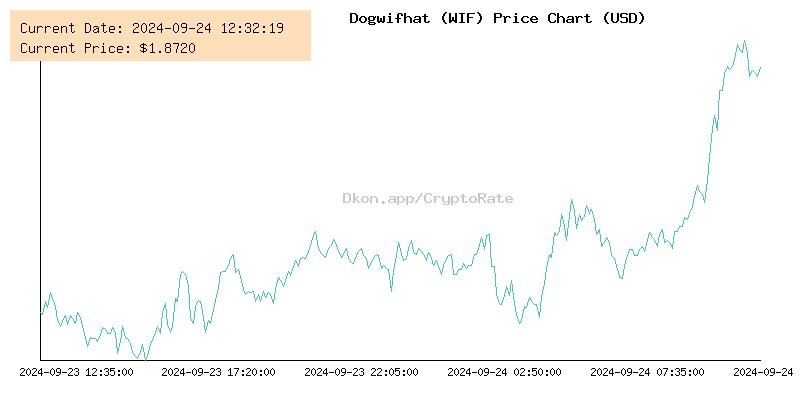 Dogwifhat (WIF) Price Chart (USD)
Current Date: 2024-09-24 12:32:19
Current Price: $1.8720
Dkon.app/CryptoRate
2024-09-23 12:35:00 2024-09-23 17:20:00 2024-09-23 22:05:00 2024-09-24 02:50:00 2024-09-24 07:35:00 2024-09-24